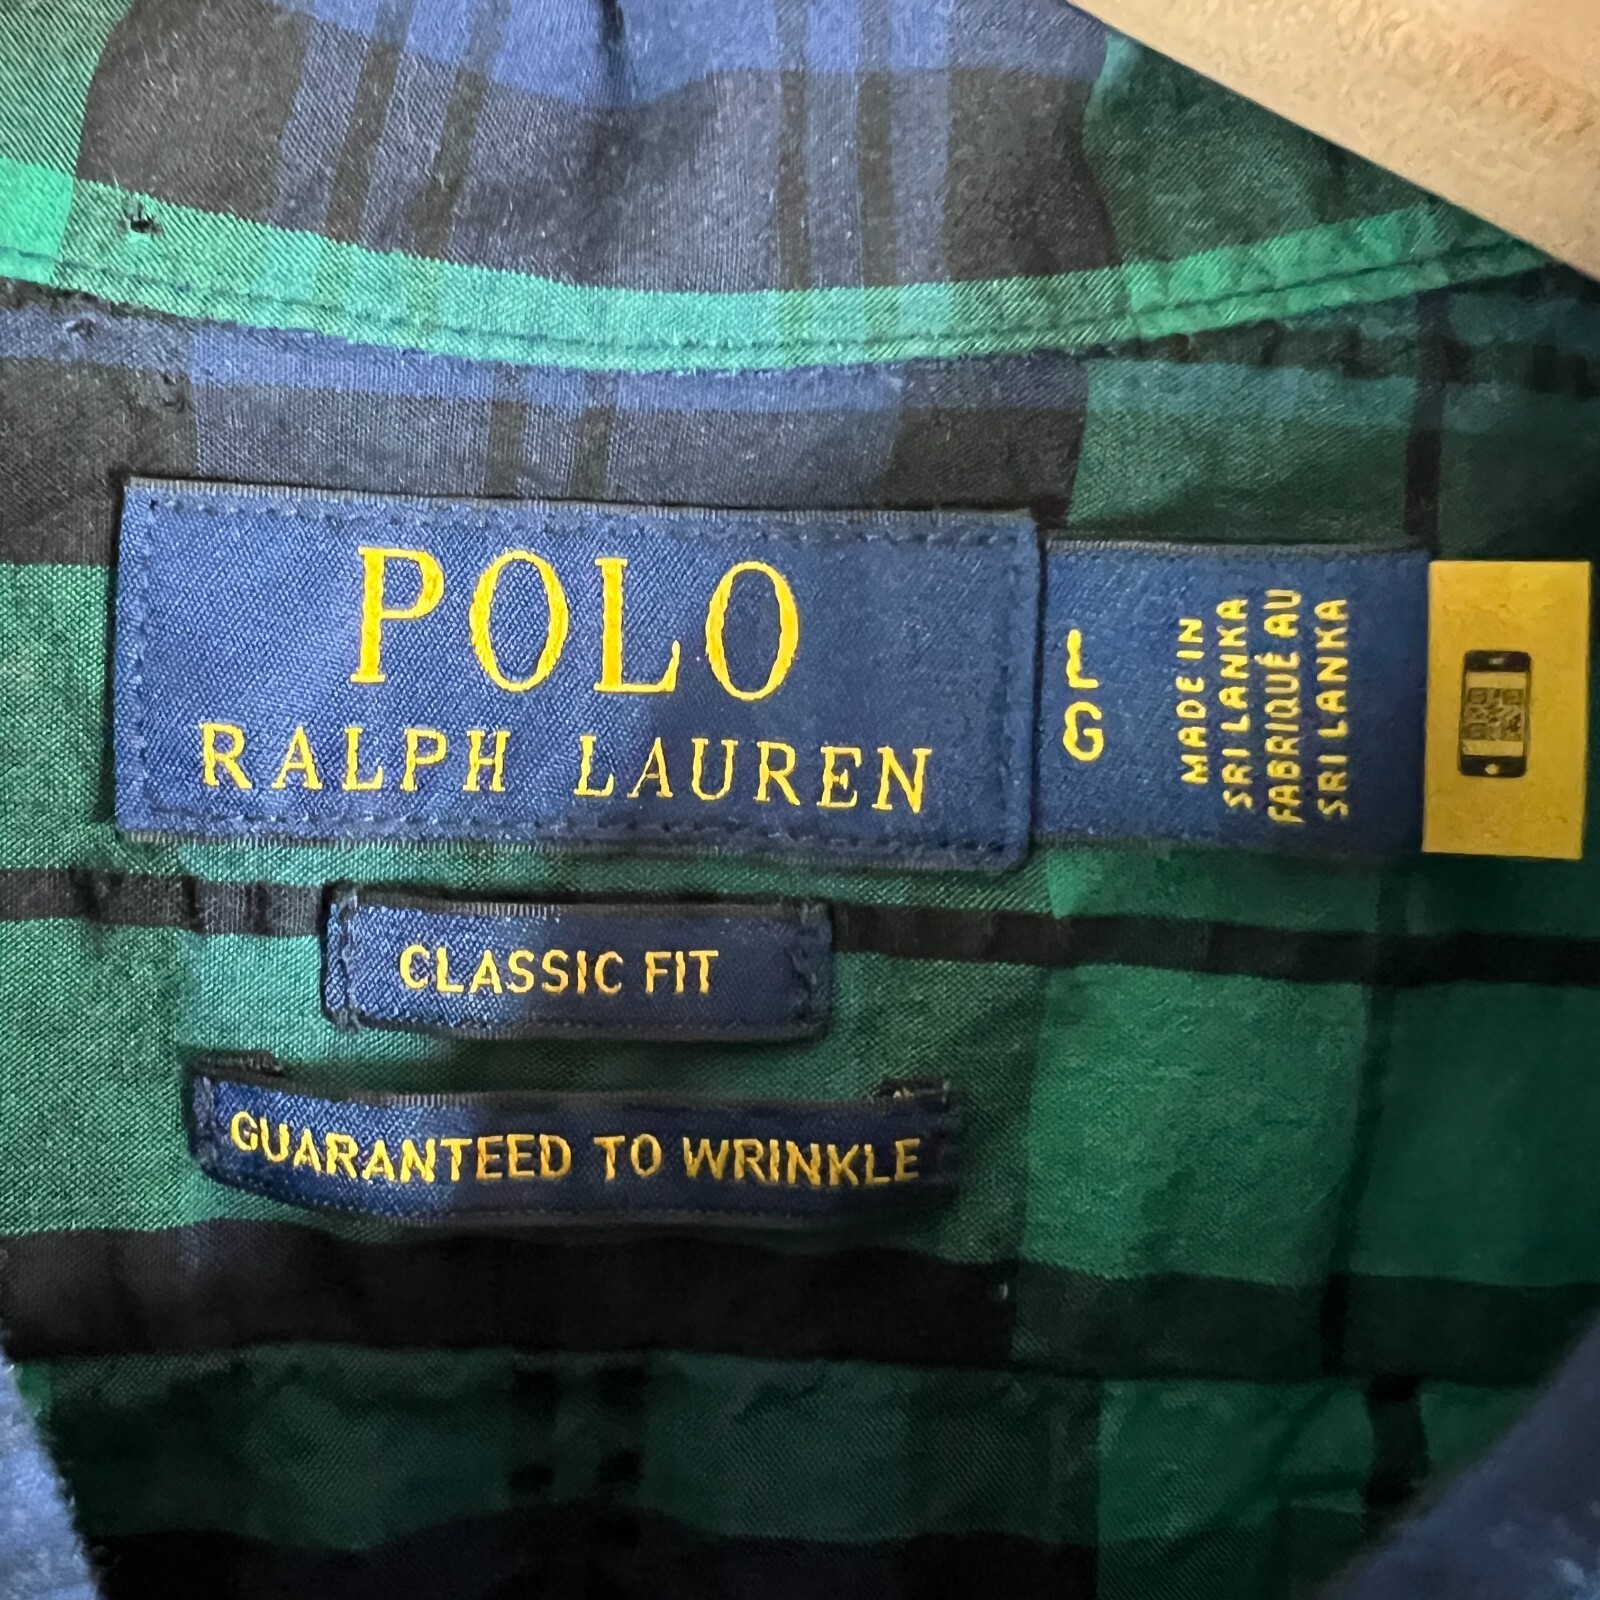 POLO
RALPH LAUREN
L
G
MADE IN
SRI LANKA
FABRIQUÉ AU
SRI LANKA
CLASSIC FIT
GUARANTEED TO WRINKLE